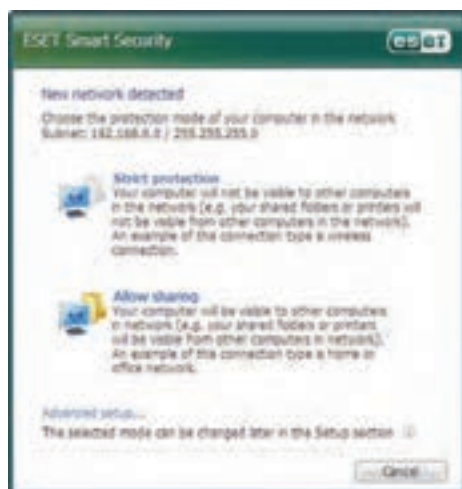 ESET Smart Security
eset
New network detected
Choose the protection mode of your computer in the network
Subnet: / 255.255.255.0
Strict protection
Your computer will not be visible to other computers
in the network (e.g. your shared folders or printers will
not be visible from other computers in the network).
An example of this connection type is a wireless
connection.
Allow sharing
Your computer will be visible to other computers
in network (e.g. your shared folders or printers
will be visible from other computers in network).
An example of this connection type is a home or
office network.
Advanced setup...
The selected mode can be changed later in the Setup section
Cancel